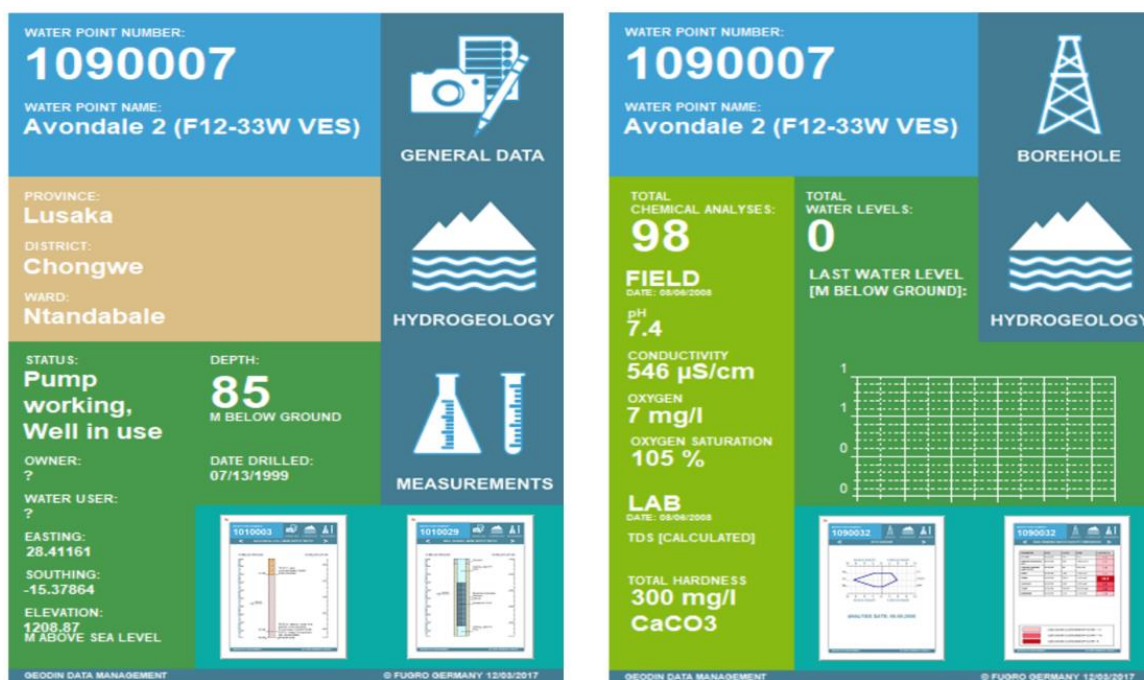 WATER POINT NUMBER:
1090007
WATER POINT NAME:
Avondale 2 (F12-33W VES)
GENERAL DATA
PROVINCE:
Lusaka
DISTRICT:
Chongwe
WARD:
Ntandabale
HYDROGEOLOGY
STATUS:
Pump
working,
Well in use
DEPTH:
85
M BELOW GROUND
OWNER:
?
DATE DRILLED:
07/13/1999
WATER USER:
?
MEASUREMENTS
EASTING:
28.41161
SOUTHING:
-15.37864
ELEVATION:
1208.87
M ABOVE SEA LEVEL
1010003
1010029
GEODIN DATA MANAGEMENT
© FUGRO GERMANY 12/03/2017
WATER POINT NUMBER:
1090007
WATER POINT NAME:
Avondale 2 (F12-33W VES)
BOREHOLE
TOTAL
CHEMICAL ANALYSES:
98
TOTAL
WATER LEVELS:
0
FIELD
DATE: 08/06/2008
LAST WATER LEVEL
[M BELOW GROUND]:
HYDROGEOLOGY
pH
7.4
CONDUCTIVITY
546 µS/cm
OXYGEN
7 mg/l
OXYGEN SATURATION
105 %
1
1
0
0
LAB
DATE: 08/06/2008
TDS [CALCULATED]
TOTAL HARDNESS
300 mg/l
CaCO3
1090032
1090032
GEODIN DATA MANAGEMENT
© FUGRO GERMANY 12/03/2017